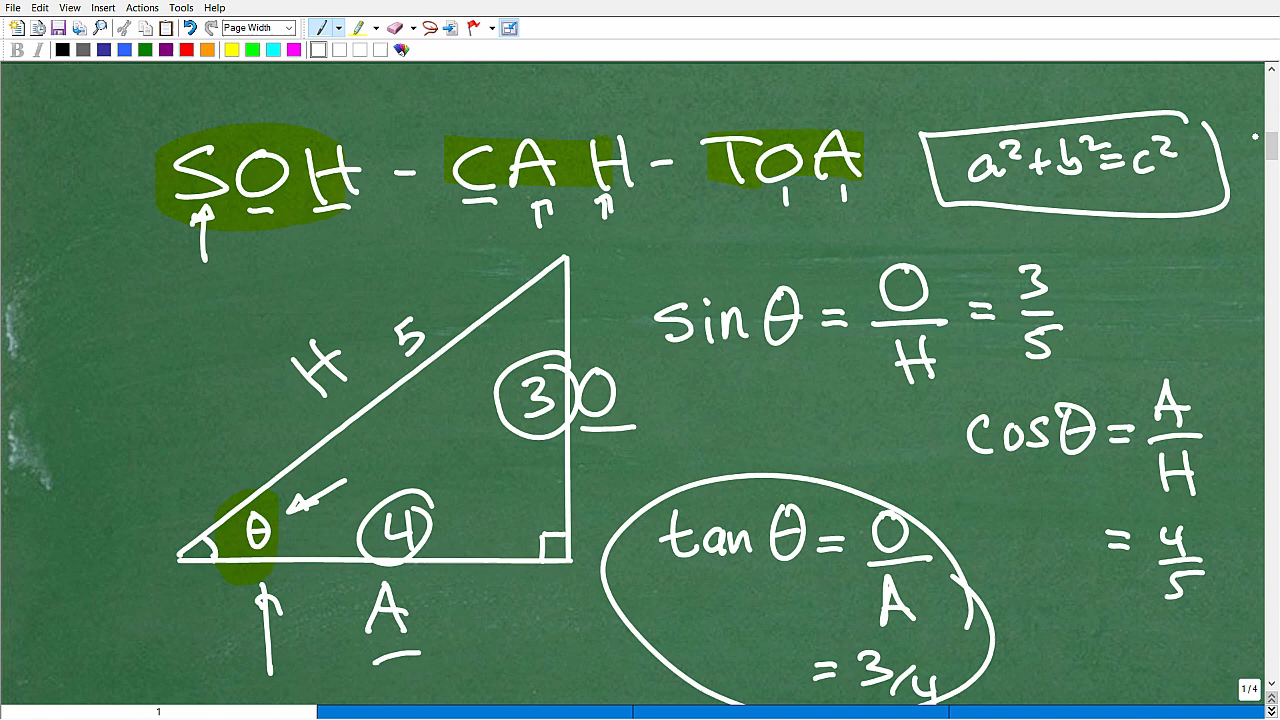 File Edit View Insert Actions Tools Help
Page Width
B I
SOH - CAH - TOA
a²+b²=c²
H 5
3 O
θ
4
A
sin θ = O/H = 3/5
cosθ = A/H
= 4/5
tan θ = O/A
= 3/4
1/4
1